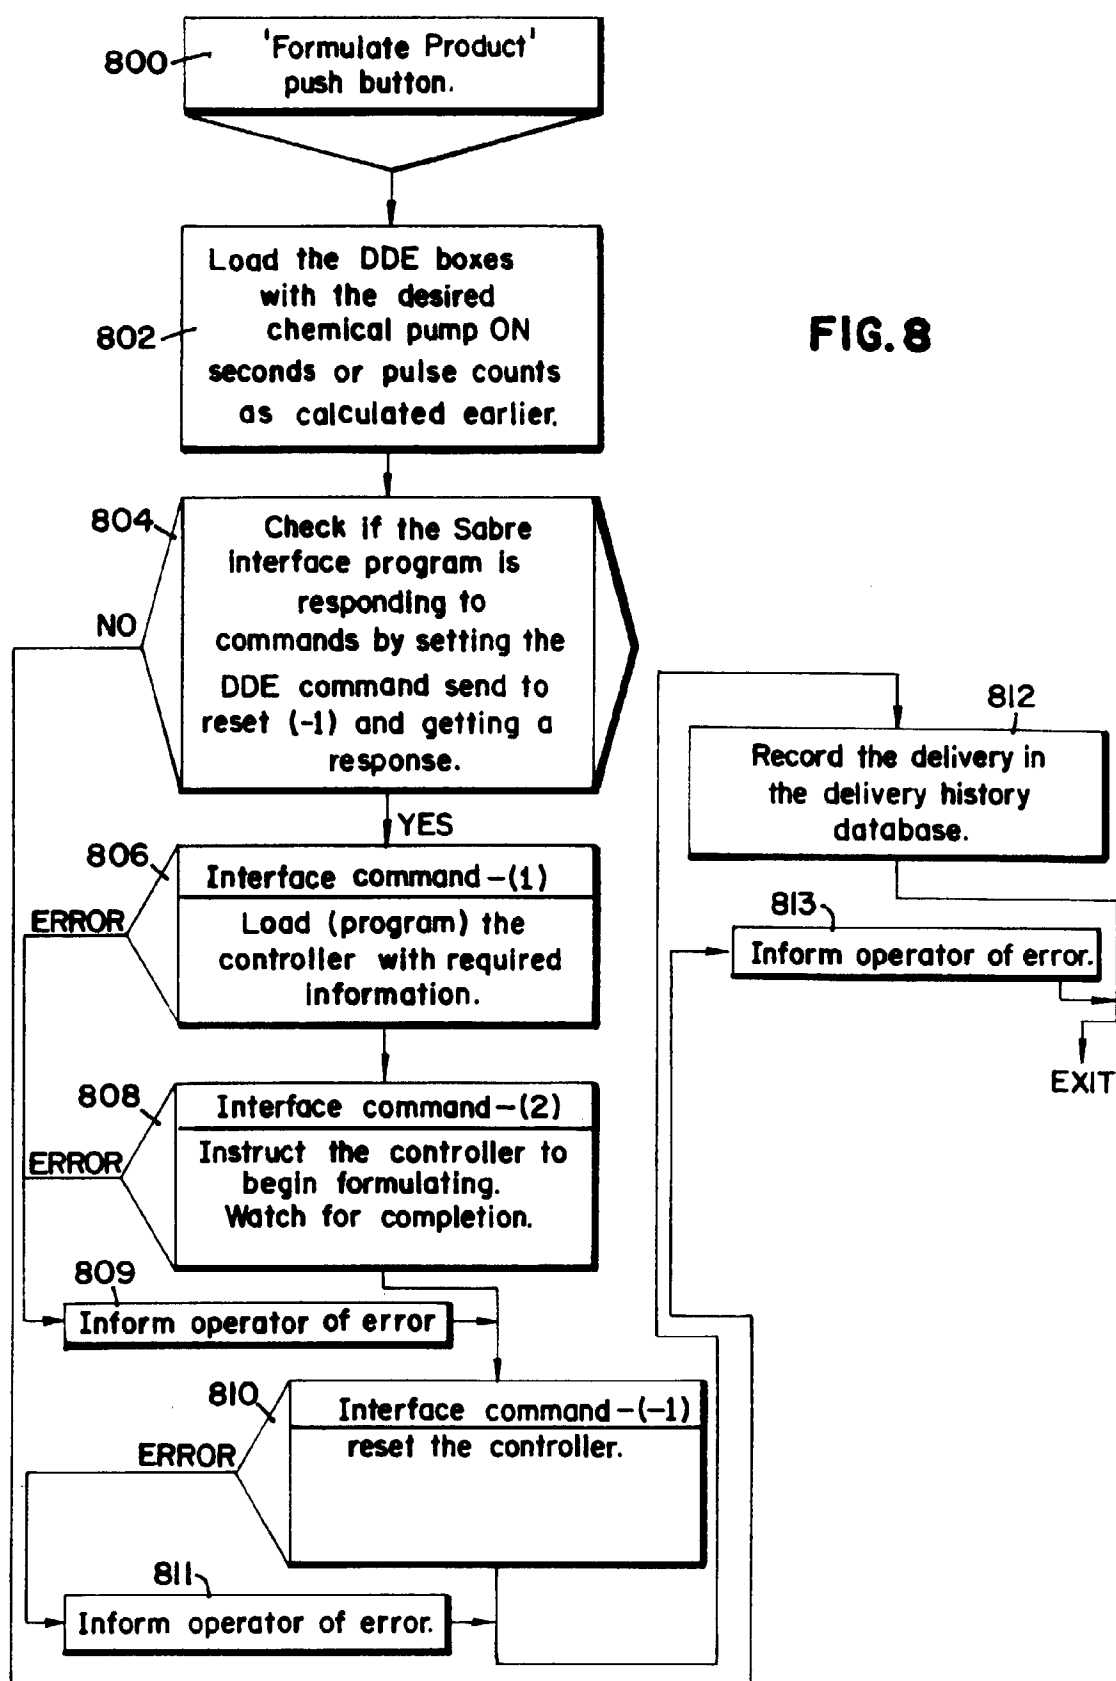 800
'Formulate Product'
push button.
802
Load the DDE boxes
with the desired
chemical pump ON
seconds or pulse counts
as calculated earlier.
FIG. 8
804
Check if the Sabre
interface program is
responding to
commands by setting the
DDE command send to
reset (-1) and getting a
response.
NO
YES
806
Interface command-(1)
ERROR
Load (program) the
controller with required
information.
808
Interface command-(2)
ERROR
Instruct the controller to
begin formulating.
Watch for completion.
809
Inform operator of error
810
Interface command-(-1)
ERROR
reset the controller.
811
Inform operator of error.
812
Record the delivery in
the delivery history
database.
813
Inform operator of error.
EXIT